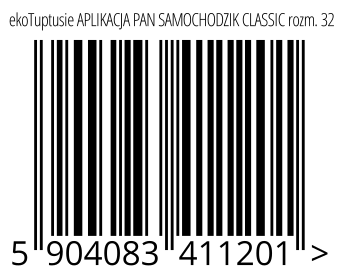 ekoTuptusie APLIKACJA PAN SAMOCHODZIK CLASSIC rozm. 32
5 904083 411201 >